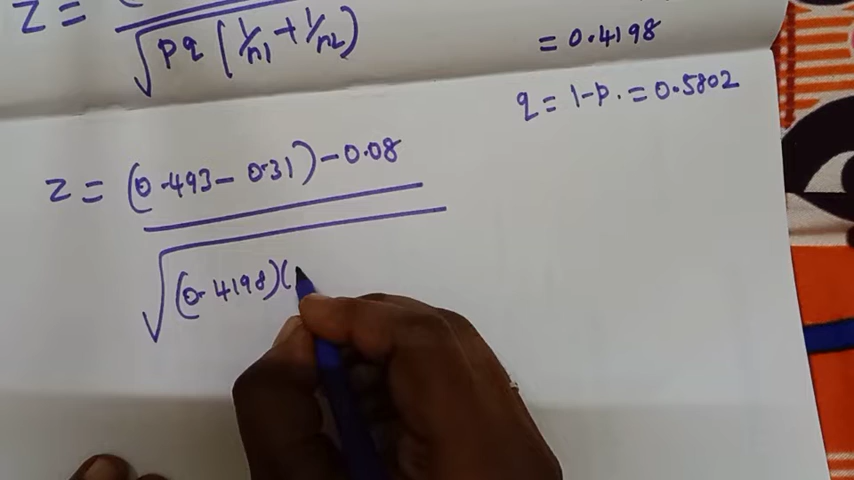 Z = (
√pq (1/n1 + 1/n2)
= 0.4198
q = 1-p. = 0.5802
Z = (0.493 - 0.31) - 0.08
√(0.4198)(